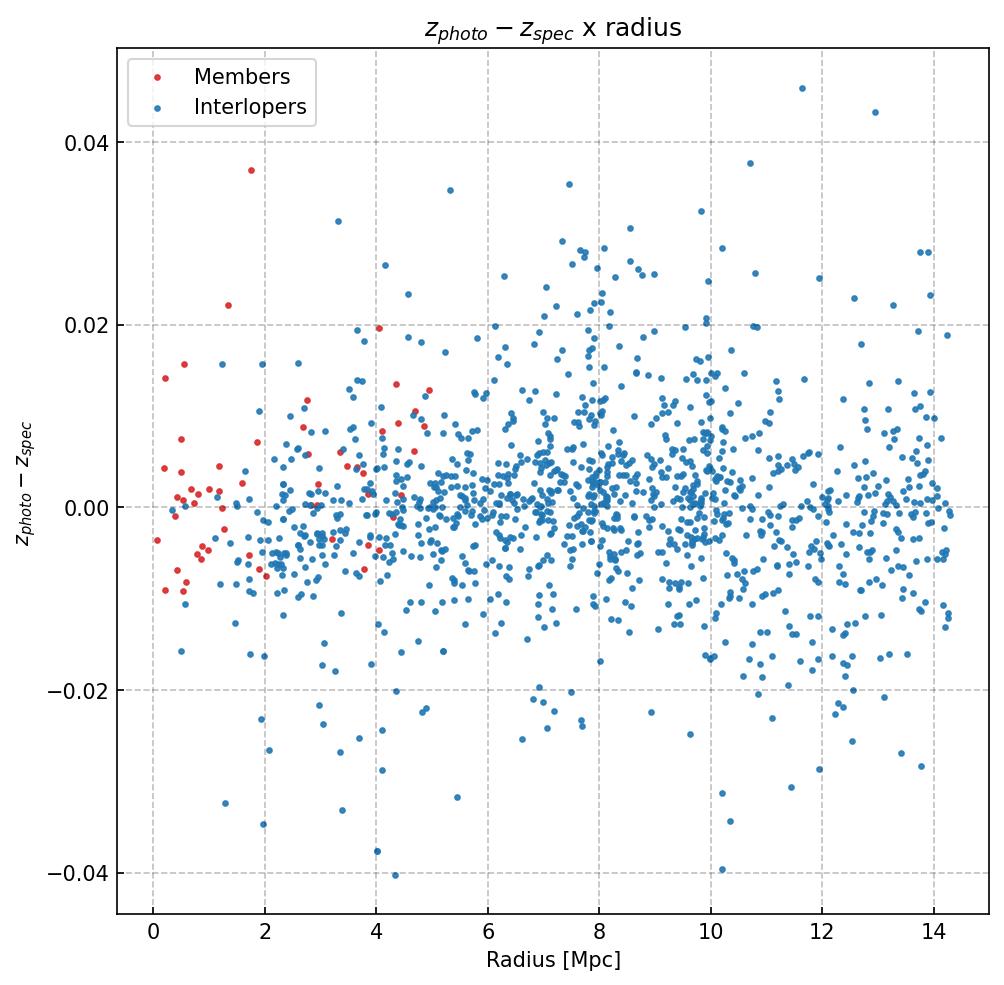 z_photo − z_spec x radius
Members
Interlopers
0.04
0.02
0.00
−0.02
−0.04
z_photo − z_spec
0 2 4 6 8 10 12 14
Radius [Mpc]